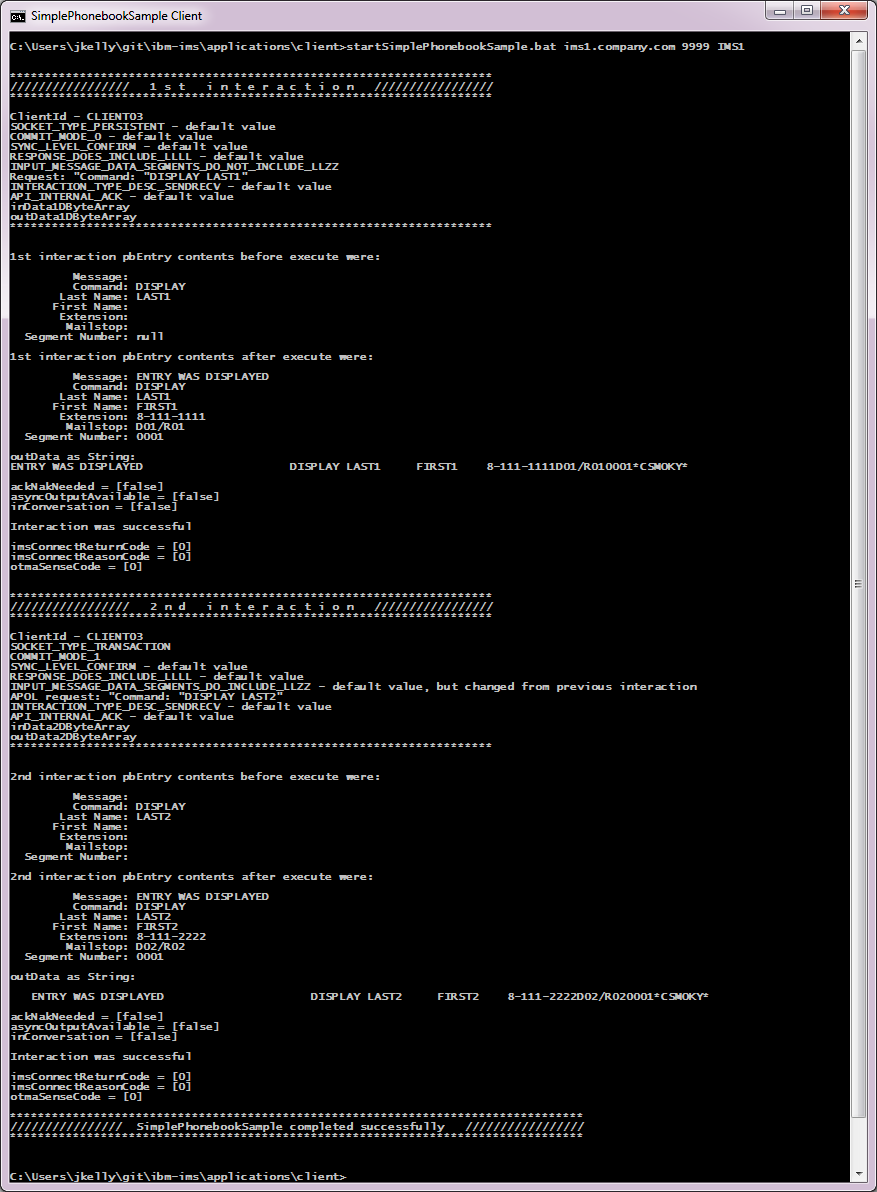 SimplePhonebookSample Client
C:\Users\jkelly\git\ibm-ims\applications\client>startSimplePhonebookSample.bat ims1.company.com 9999 IMS1
*********************************************************************
///////////////// 1 s t   i n t e r a c t i o n /////////////////
*********************************************************************
ClientId - CLIENT03
SOCKET_TYPE_PERSISTENT - default value
COMMIT_MODE_0 - default value
SYNC_LEVEL_CONFIRM - default value
RESPONSE_DOES_INCLUDE_LLLL - default value
INPUT_MESSAGE_DATA_SEGMENTS_DO_NOT_INCLUDE_LLZZ
Request: "Command: "DISPLAY LAST1"
INTERACTION_TYPE_DESC_SENDRECV - default value
API_INTERNAL_ACK - default value
inData1DByteArray
outData1DByteArray
*********************************************************************
1st interaction pbEntry contents before execute were:
Message:
Command: DISPLAY
Last Name: LAST1
First Name:
Extension:
Mailstop:
Segment Number: null
1st interaction pbEntry contents after execute were:
Message: ENTRY WAS DISPLAYED
Command: DISPLAY
Last Name: LAST1
First Name: FIRST1
Extension: 8-111-1111
Mailstop: D01/R01
Segment Number: 0001
outData as String:
ENTRY WAS DISPLAYED                     DISPLAY LAST1     FIRST1    8-111-1111D01/R010001*CSMOKY*
ackNakNeeded = [false]
asyncOutputAvailable = [false]
inConversation = [false]
Interaction was successful
imsConnectReturnCode = [0]
imsConnectReasonCode = [0]
otmaSenseCode = [0]
*********************************************************************
///////////////// 2 n d   i n t e r a c t i o n /////////////////
*********************************************************************
ClientId - CLIENT03
SOCKET_TYPE_TRANSACTION
COMMIT_MODE_1
SYNC_LEVEL_CONFIRM - default value
RESPONSE_DOES_INCLUDE_LLLL - default value
INPUT_MESSAGE_DATA_SEGMENTS_DO_INCLUDE_LLZZ - default value, but changed from previous interaction
APOL request: "Command: "DISPLAY LAST2"
INTERACTION_TYPE_DESC_SENDRECV - default value
API_INTERNAL_ACK - default value
inData2DByteArray
outData2DByteArray
*********************************************************************
2nd interaction pbEntry contents before execute were:
Message:
Command: DISPLAY
Last Name: LAST2
First Name:
Extension:
Mailstop:
Segment Number:
2nd interaction pbEntry contents after execute were:
Message: ENTRY WAS DISPLAYED
Command: DISPLAY
Last Name: LAST2
First Name: FIRST2
Extension: 8-111-2222
Mailstop: D02/R02
Segment Number: 0001
outData as String:
ENTRY WAS DISPLAYED                     DISPLAY LAST2     FIRST2    8-111-2222D02/R020001*CSMOKY*
ackNakNeeded = [false]
asyncOutputAvailable = [false]
inConversation = [false]
Interaction was successful
imsConnectReturnCode = [0]
imsConnectReasonCode = [0]
otmaSenseCode = [0]
**********************************************************************************
//////////////// SimplePhonebookSample completed successfully /////////////////
**********************************************************************************
C:\Users\jkelly\git\ibm-ims\applications\client>